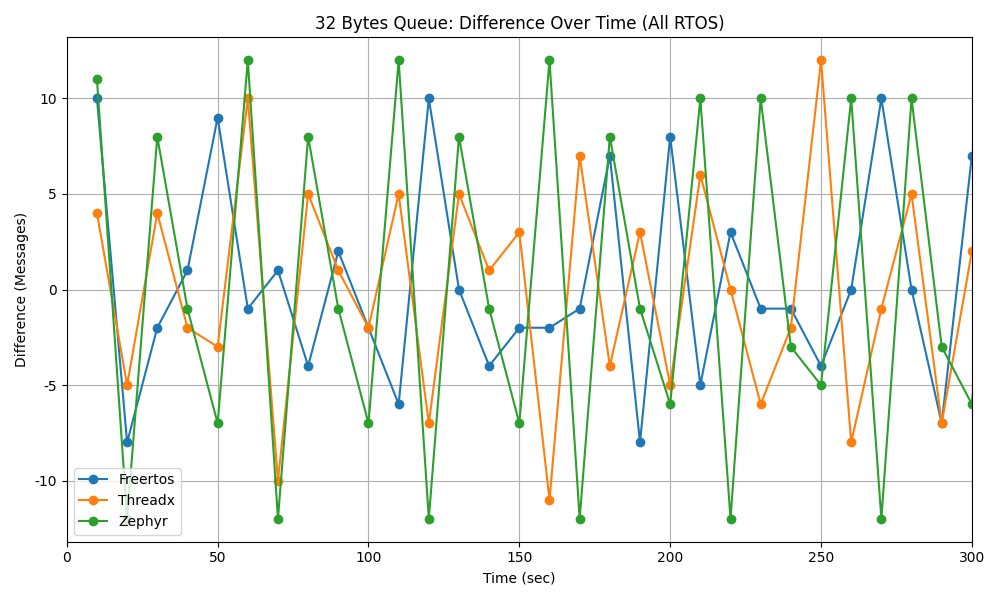 32 Bytes Queue: Difference Over Time (All RTOS)
Difference (Messages)
10
5
0
-5
-10
Freertos
Threadx
Zephyr
0 50 100 150 200 250 300
Time (sec)